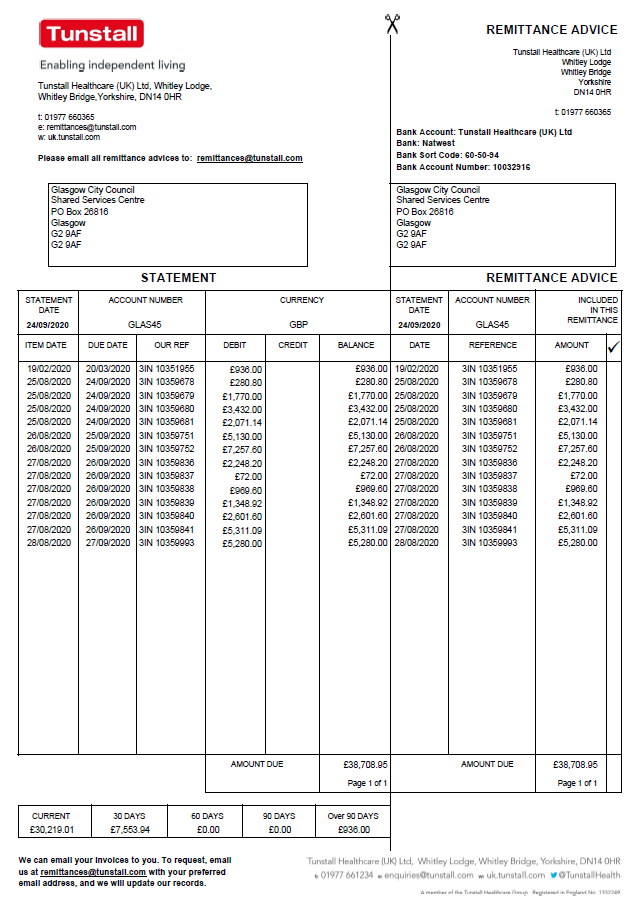 Tunstall
Enabling independent living
Tunstall Healthcare (UK) Ltd, Whitley Lodge,
Whitley Bridge,Yorkshire, DN14 0HR
t: 01977 660365
e: remittances@tunstall.com
w: uk.tunstall.com
Please email all remittance advices to: remittances@tunstall.com
REMITTANCE ADVICE
Tunstall Healthcare (UK) Ltd
Whitley Lodge
Whitley Bridge
Yorkshire
DN14 0HR
t: 01977 660365
Bank Account: Tunstall Healthcare (UK) Ltd
Bank: Natwest
Bank Sort Code: 60-50-94
Bank Account Number: 10032916
Glasgow City Council
Shared Services Centre
PO Box 26816
Glasgow
G2 9AF
G2 9AF
Glasgow City Council
Shared Services Centre
PO Box 26816
Glasgow
G2 9AF
G2 9AF
STATEMENT REMITTANCE ADVICE
STATEMENT DATE ACCOUNT NUMBER CURRENCY STATEMENT DATE ACCOUNT NUMBER INCLUDED IN THIS REMITTANCE
24/09/2020 GLAS45 GBP 24/09/2020 GLAS45
ITEM DATE DUE DATE OUR REF DEBIT CREDIT BALANCE DATE REFERENCE AMOUNT ✓
19/02/2020 20/03/2020 3IN 10351955 £936.00 £936.00 19/02/2020 3IN 10351955 £936.00
25/08/2020 24/09/2020 3IN 10359678 £280.80 £280.80 25/08/2020 3IN 10359678 £280.80
25/08/2020 24/09/2020 3IN 10359679 £1,770.00 £1,770.00 25/08/2020 3IN 10359679 £1,770.00
25/08/2020 24/09/2020 3IN 10359680 £3,432.00 £3,432.00 25/08/2020 3IN 10359680 £3,432.00
25/08/2020 24/09/2020 3IN 10359681 £2,071.14 £2,071.14 25/08/2020 3IN 10359681 £2,071.14
26/08/2020 25/09/2020 3IN 10359751 £5,130.00 £5,130.00 26/08/2020 3IN 10359751 £5,130.00
26/08/2020 25/09/2020 3IN 10359752 £7,257.60 £7,257.60 26/08/2020 3IN 10359752 £7,257.60
27/08/2020 26/09/2020 3IN 10359836 £2,248.20 £2,248.20 27/08/2020 3IN 10359836 £2,248.20
27/08/2020 26/09/2020 3IN 10359837 £72.00 £72.00 27/08/2020 3IN 10359837 £72.00
27/08/2020 26/09/2020 3IN 10359838 £969.60 £969.60 27/08/2020 3IN 10359838 £969.60
27/08/2020 26/09/2020 3IN 10359839 £1,348.92 £1,348.92 27/08/2020 3IN 10359839 £1,348.92
27/08/2020 26/09/2020 3IN 10359840 £2,601.60 £2,601.60 27/08/2020 3IN 10359840 £2,601.60
27/08/2020 26/09/2020 3IN 10359841 £5,311.09 £5,311.09 27/08/2020 3IN 10359841 £5,311.09
28/08/2020 27/09/2020 3IN 10359993 £5,280.00 £5,280.00 28/08/2020 3IN 10359993 £5,280.00
AMOUNT DUE £38,708.95 AMOUNT DUE £38,708.95
Page 1 of 1 Page 1 of 1
CURRENT 30 DAYS 60 DAYS 90 DAYS Over 90 DAYS
£30,219.01 £7,553.94 £0.00 £0.00 £936.00
We can email your invoices to you. To request, email
us at remittances@tunstall.com with your preferred
email address, and we will update our records.
Tunstall Healthcare (UK) Ltd, Whitley Lodge, Whitley Bridge, Yorkshire, DN14 0HR
t: 01977 661234 e: enquiries@tunstall.com w: uk.tunstall.com @TunstallHealth
A member of the Tunstall Healthcare Group. Registered in England No. 1332249